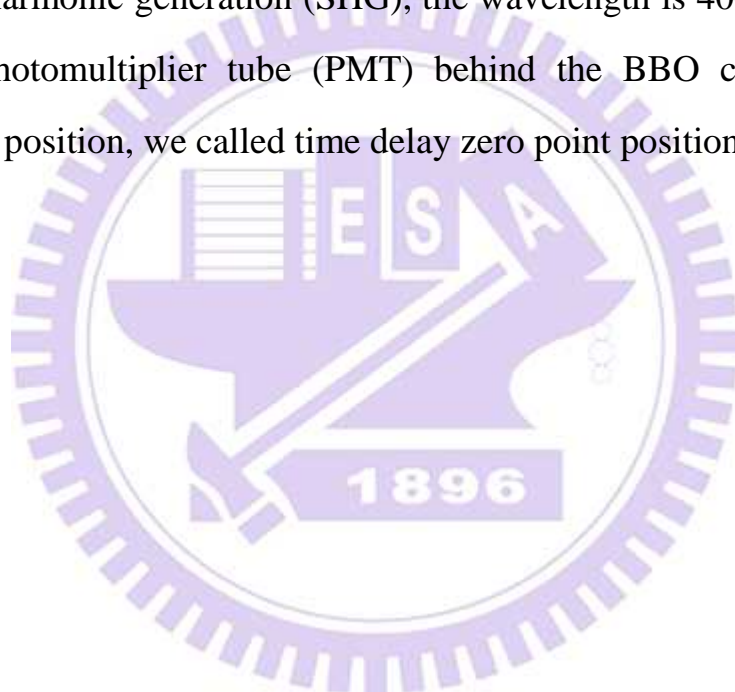 armonic generation (SHG), the wavelength is 40
hotomultiplier tube (PMT) behind the BBO c
position, we called time delay zero point position
E S A
1896